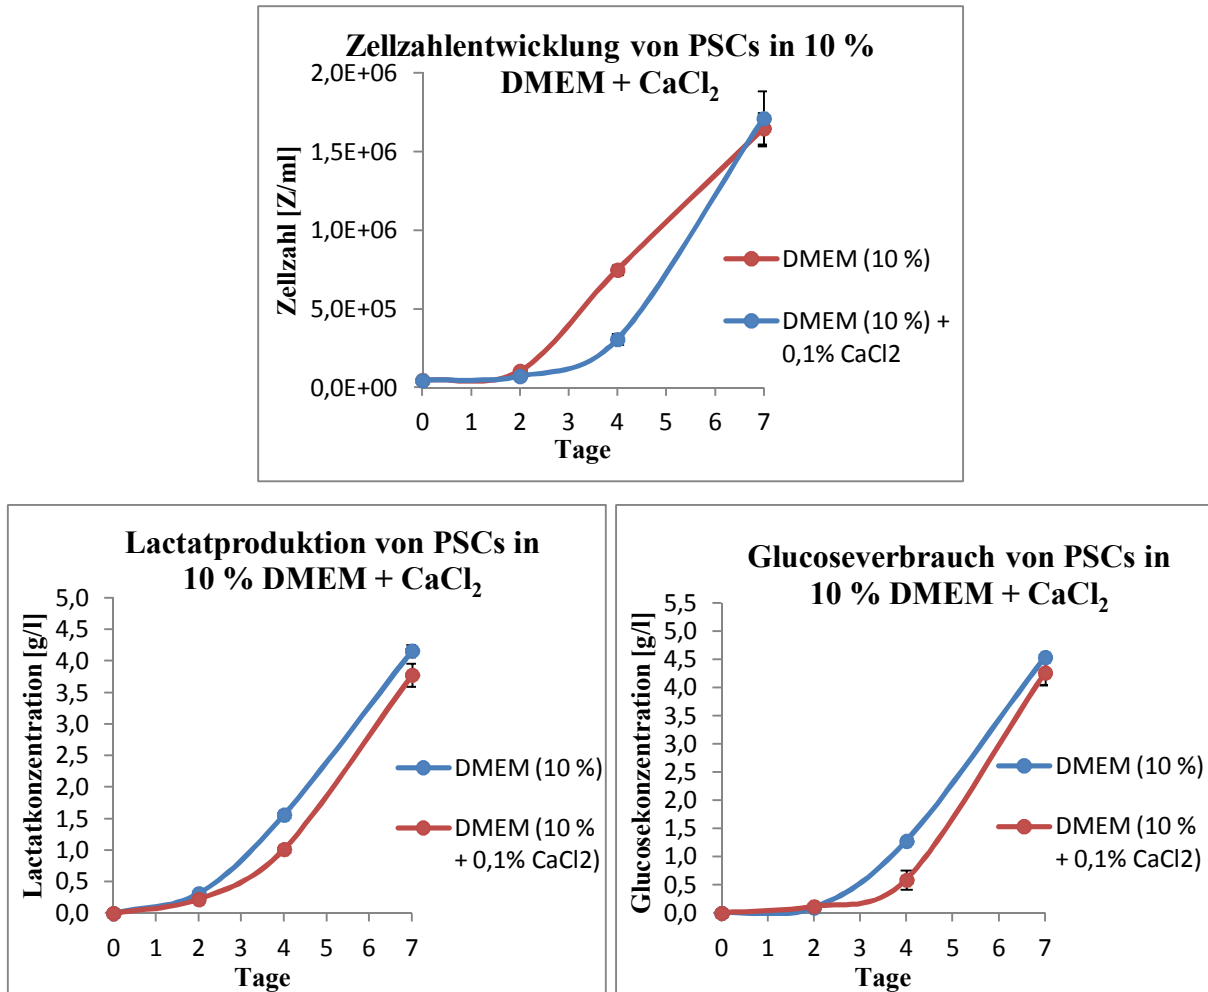 Zellzahlentwicklung von PSCs in 10 %
DMEM + CaCl₂
Zellzahl [Z/ml]
2,0E+06
1,5E+06
1,0E+06
5,0E+05
0,0E+00
0 1 2 3 4 5 6 7
Tage
DMEM (10 %)
DMEM (10 %) +
0,1% CaCl2
Lactatproduktion von PSCs in
10 % DMEM + CaCl₂
Lactatkonzentration [g/l]
5,0
4,5
4,0
3,5
3,0
2,5
2,0
1,5
1,0
0,5
0,0
0 1 2 3 4 5 6 7
Tage
DMEM (10 %)
DMEM (10 %
+ 0,1% CaCl2)
Glucoseverbrauch von PSCs in
10 % DMEM + CaCl₂
Glucosekonzentration [g/l]
5,5
5,0
4,5
4,0
3,5
3,0
2,5
2,0
1,5
1,0
0,5
0,0
0 1 2 3 4 5 6 7
Tage
DMEM (10 %)
DMEM (10 %
+ 0,1% CaCl2)